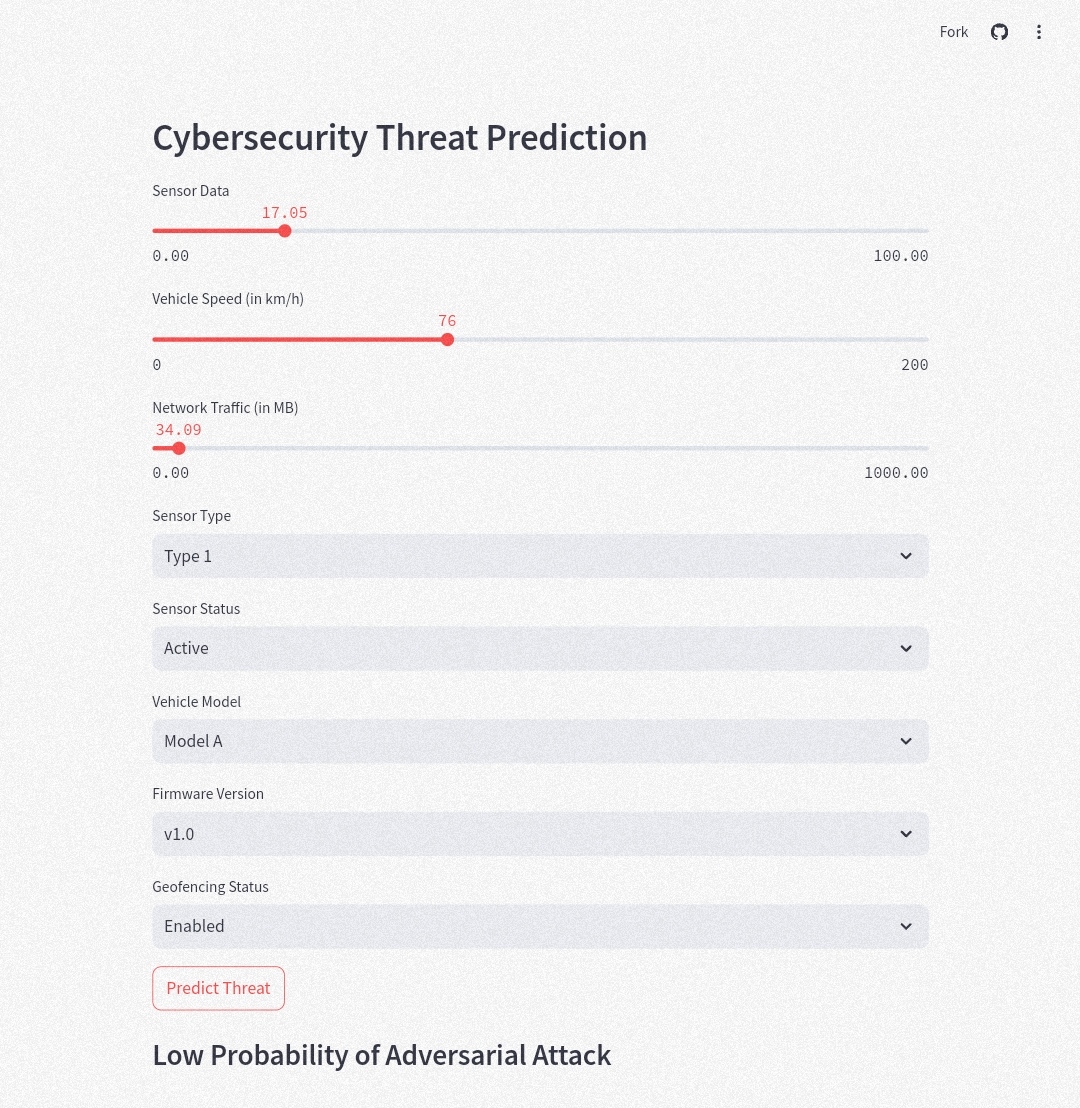 Fork
Cybersecurity Threat Prediction
Sensor Data
17.05
0.00 100.00
Vehicle Speed (in km/h)
76
0 200
Network Traffic (in MB)
34.09
0.00 1000.00
Sensor Type
Type 1
Sensor Status
Active
Vehicle Model
Model A
Firmware Version
v1.0
Geofencing Status
Enabled
Predict Threat
Low Probability of Adversarial Attack